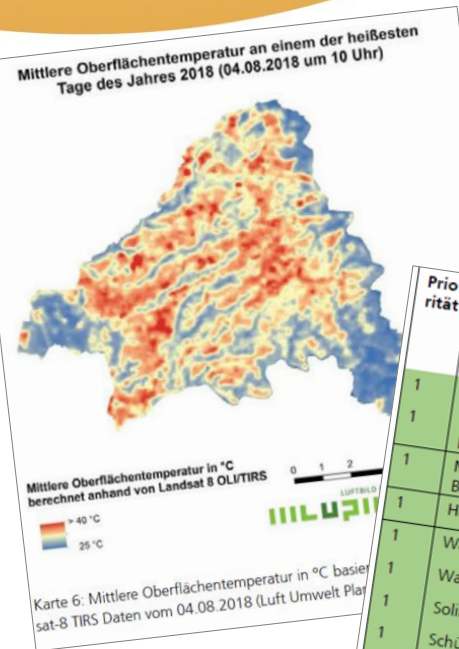 Mittlere Oberflächentemperatur an einem der heißesten
Tage des Jahres 2018 (04.08.2018 um 10 Uhr)
Mittlere Oberflächentemperatur in °C
berechnet anhand von Landsat 8 OLI/TIRS
0 1 2
> 40 °C
25 °C
LUFTBILD
Karte 6: Mittlere Oberflächentemperatur in °C basier
sat-8 TIRS Daten vom 04.08.2018 (Luft Umwelt Pla
Prio
rität
1
1
1
1 H
1 W
1 Wa
1 Soli
1 Schü